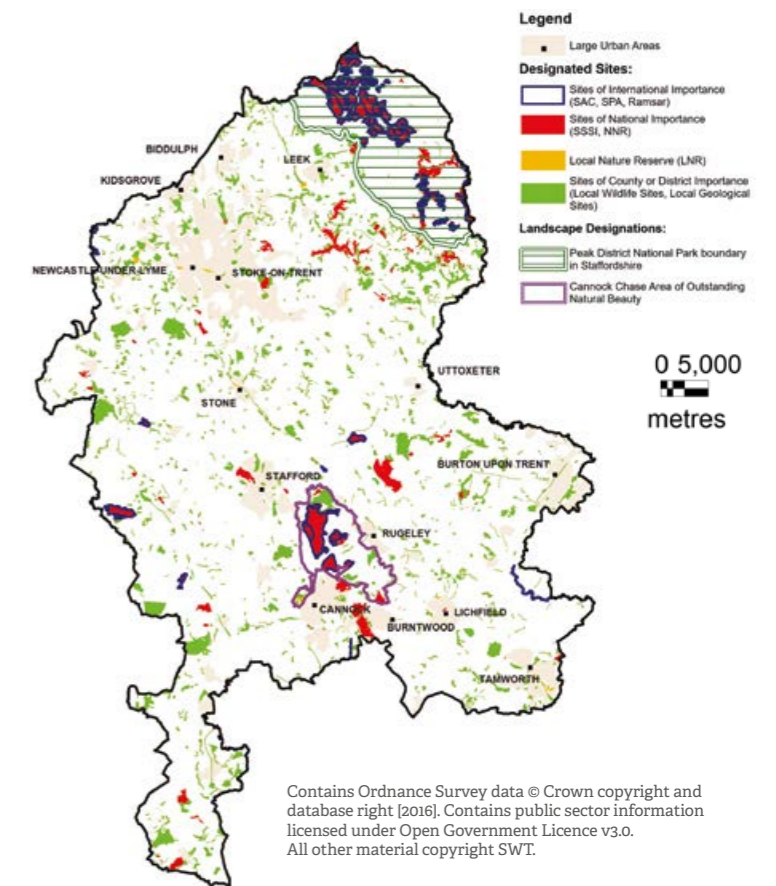 Legend
Large Urban Areas
Designated Sites:
Sites of International Importance
(SAC, SPA, Ramsar)
Sites of National Importance
(SSSI, NNR)
Local Nature Reserve (LNR)
Sites of County or District Importance
(Local Wildlife Sites, Local Geological
Sites)
Landscape Designations:
Peak District National Park boundary
in Staffordshire
Cannock Chase Area of Outstanding
Natural Beauty
0 5,000
metres
BIDDULPH
LEEK
KIDSGROVE
NEWCASTLE-UNDER-LYME
STOKE-ON-TRENT
UTTOXETER
STONE
BURTON UPON TRENT
STAFFORD
RUGELEY
CANNOCK
LICHFIELD
BURNTWOOD
TAMWORTH
Contains Ordnance Survey data © Crown copyright and
database right [2016]. Contains public sector information
licensed under Open Government Licence v3.0.
All other material copyright SWT.